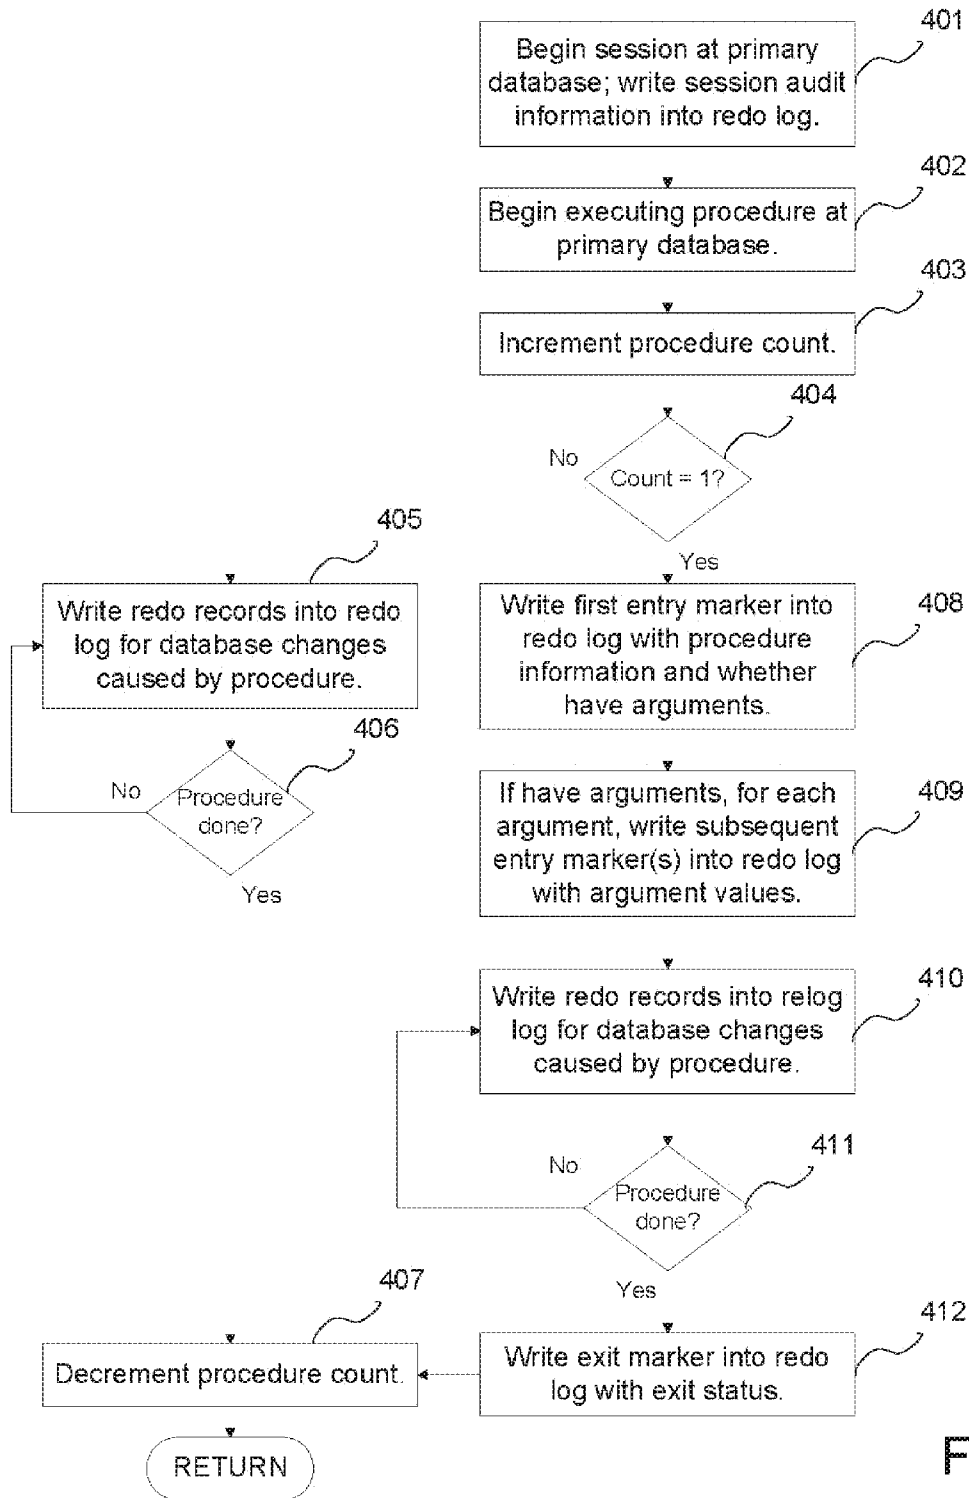 401
Begin session at primary
database; write session audit
information into redo log.
402
Begin executing procedure at
primary database.
403
Increment procedure count.
404
No
Count = 1?
Yes
405
Write redo records into redo
log for database changes
caused by procedure.
406
No
Procedure
done?
Yes
408
Write first entry marker into
redo log with procedure
information and whether
have arguments.
409
If have arguments, for each
argument, write subsequent
entry marker(s) into redo log
with argument values.
410
Write redo records into relog
log for database changes
caused by procedure.
411
No
Procedure
done?
Yes
407
Decrement procedure count.
412
Write exit marker into redo
log with exit status.
RETURN
F